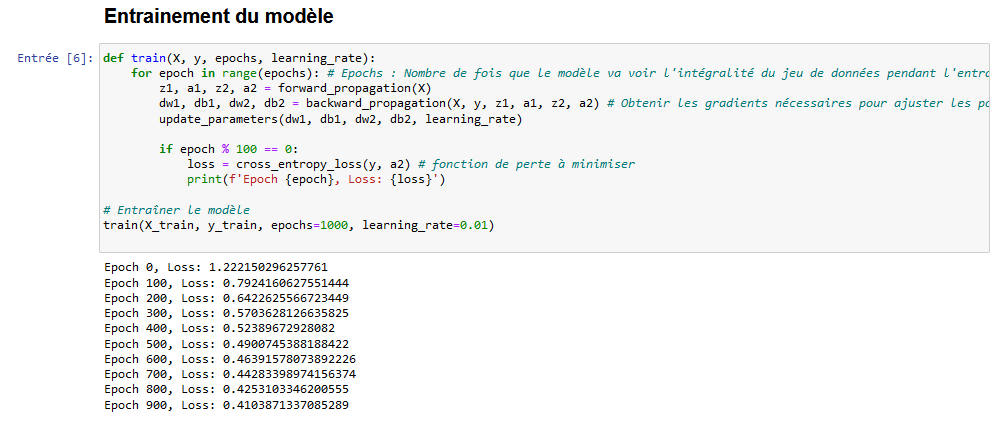 Entrainement du modèle
Entrée [6]:
def train(X, y, epochs, learning_rate):
for epoch in range(epochs): # Epochs : Nombre de fois que le modèle va voir l'intégralité du jeu de données pendant
z1, a1, z2, a2 = forward_propagation(X)
dw1, db1, dw2, db2 = backward_propagation(X, y, z1, a1, z2, a2) # Obtenir les gradients nécessaires pour ajuster les
update_parameters(dw1, db1, dw2, db2, learning_rate)
if epoch % 100 == 0:
loss = cross_entropy_loss(y, a2) # fonction de perte à minimiser
print(f'Epoch {epoch}, Loss: {loss}')
# Entraîner le modèle
train(X_train, y_train, epochs=1000, learning_rate=0.01)
Epoch 0, Loss: 1.222150296257761
Epoch 100, Loss: 0.7924160627551444
Epoch 200, Loss: 0.6422625566723449
Epoch 300, Loss: 0.5703628126635825
Epoch 400, Loss: 0.52389672928082
Epoch 500, Loss: 0.4900745388188422
Epoch 600, Loss: 0.46391578073892226
Epoch 700, Loss: 0.44283398974156374
Epoch 800, Loss: 0.4253103346200555
Epoch 900, Loss: 0.4103871337085289